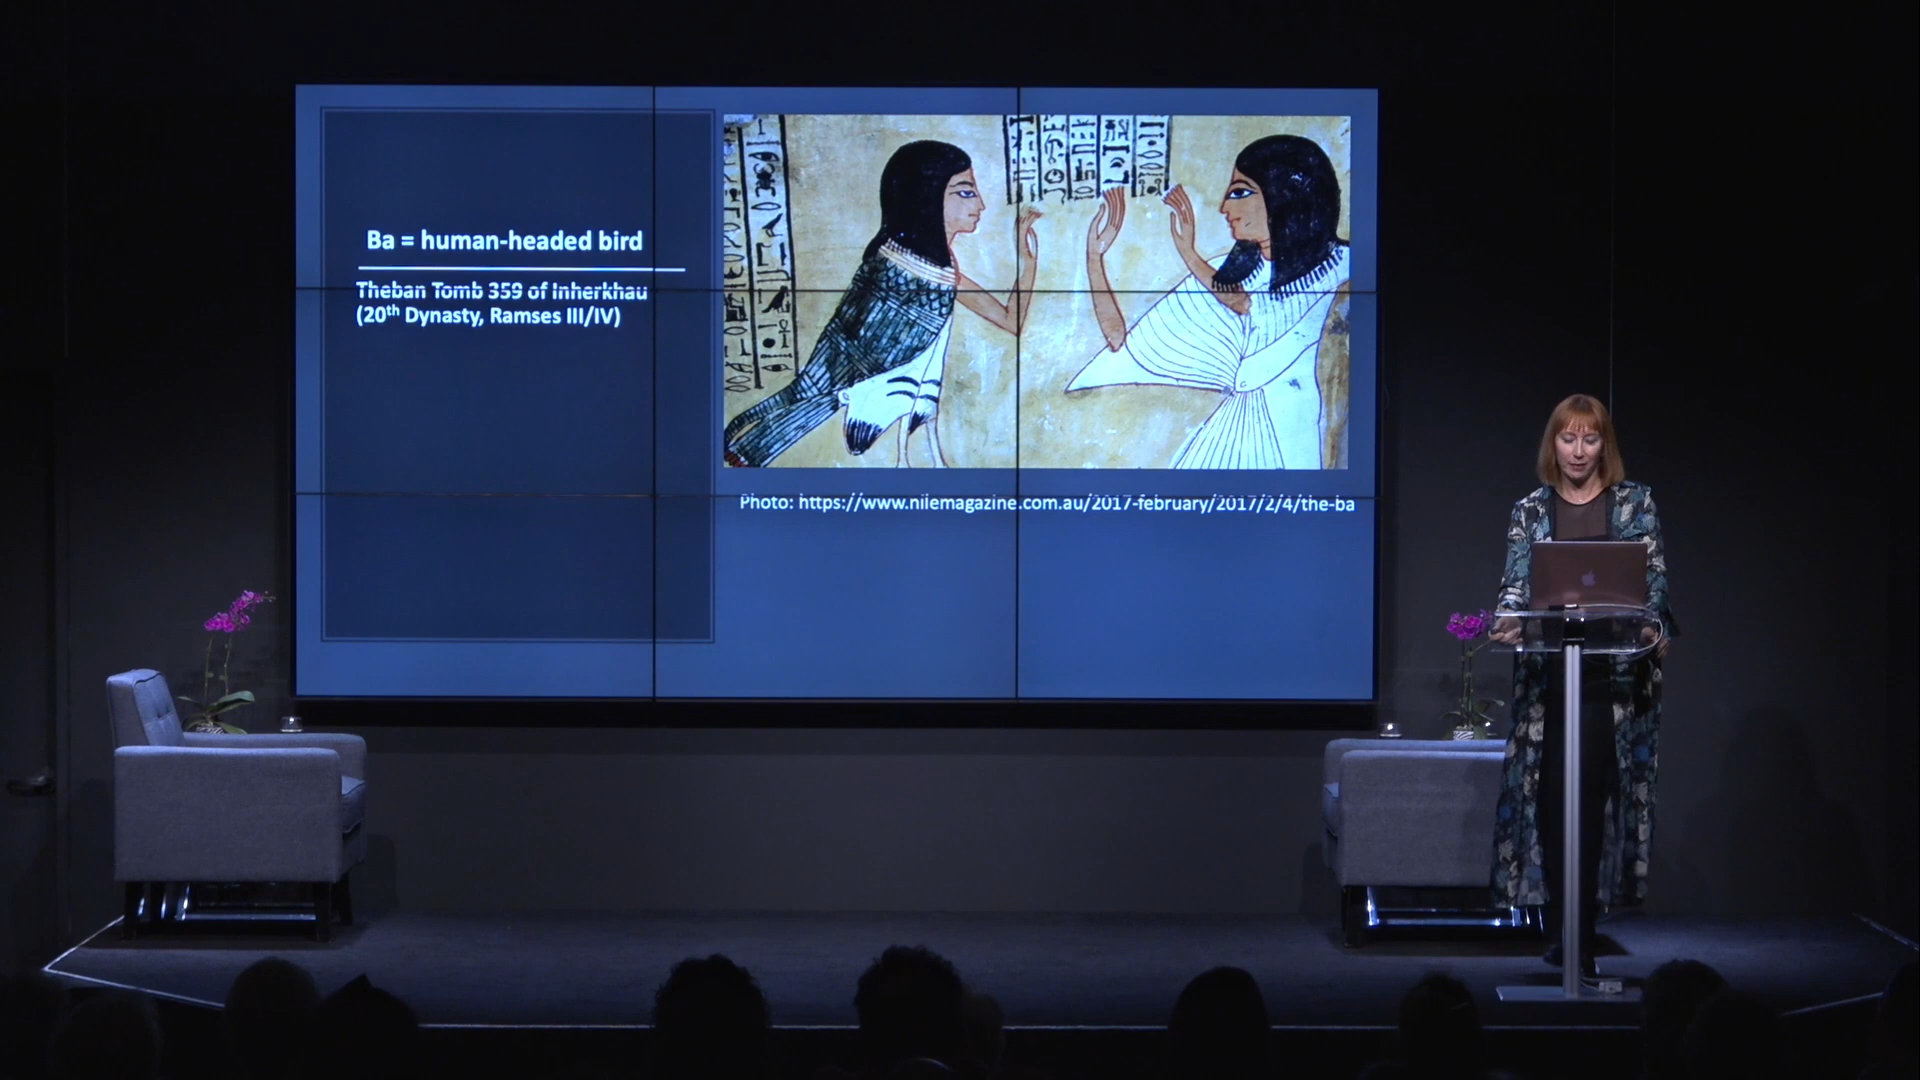 Ba = human-headed bird
Theban Tomb 359 of Inherkhau
(20th Dynasty, Ramses III/IV)
Photo: https://www.nilemagazine.com.au/2017-february/2017/2/4/the-ba